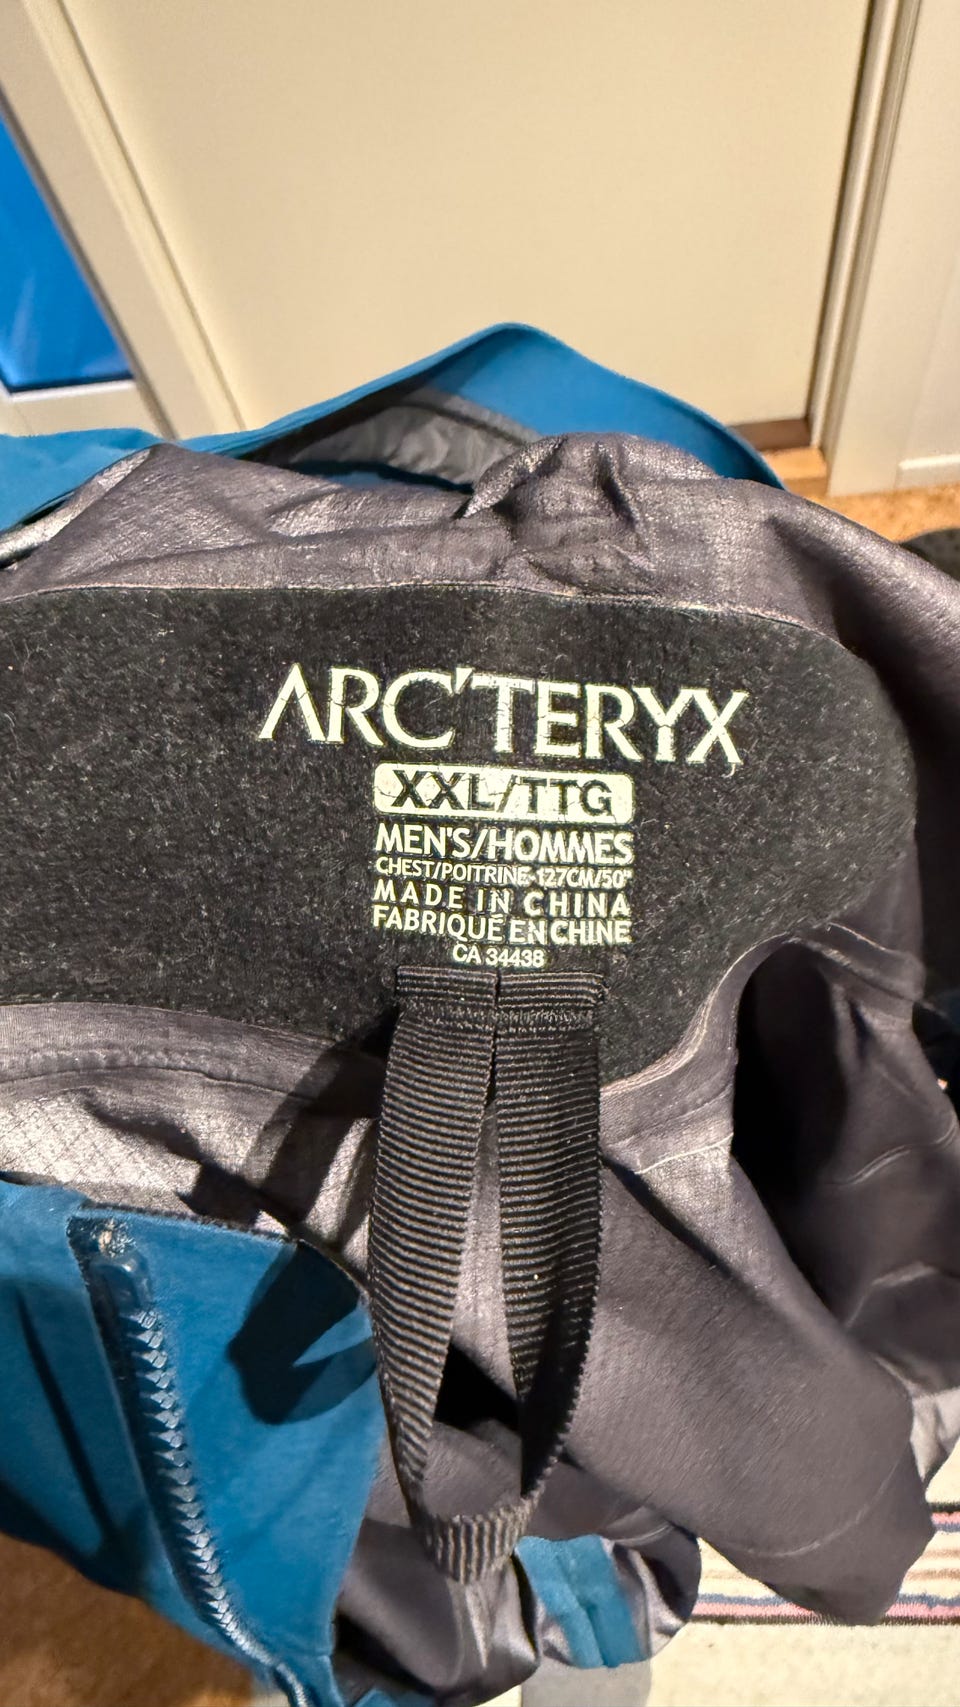 ARC'TERYX
XXL/TTG
MEN'S/HOMMES
CHEST/POITRINE-127CM/50"
MADE IN CHINA
FABRIQUÉ EN CHINE
CA 34438